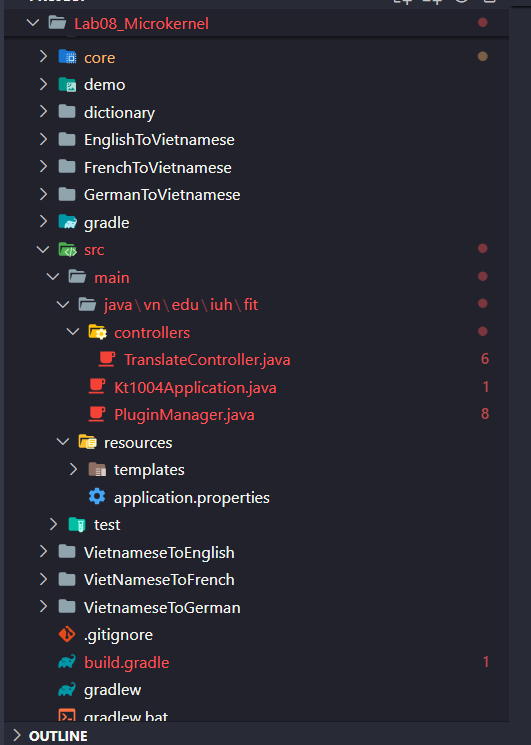 Lab08_Microkernel
core
demo
dictionary
EnglishToVietnamese
FrenchToVietnamese
GermanToVietnamese
gradle
src
main
java\vn\edu\iuh\fit
controllers
TranslateController.java 6
Kt1004Application.java 1
PluginManager.java 8
resources
templates
application.properties
test
VietnameseToEnglish
VietNameseToFrench
VietnameseToGerman
.gitignore
build.gradle 1
gradlew
gradlew.bat
OUTLINE